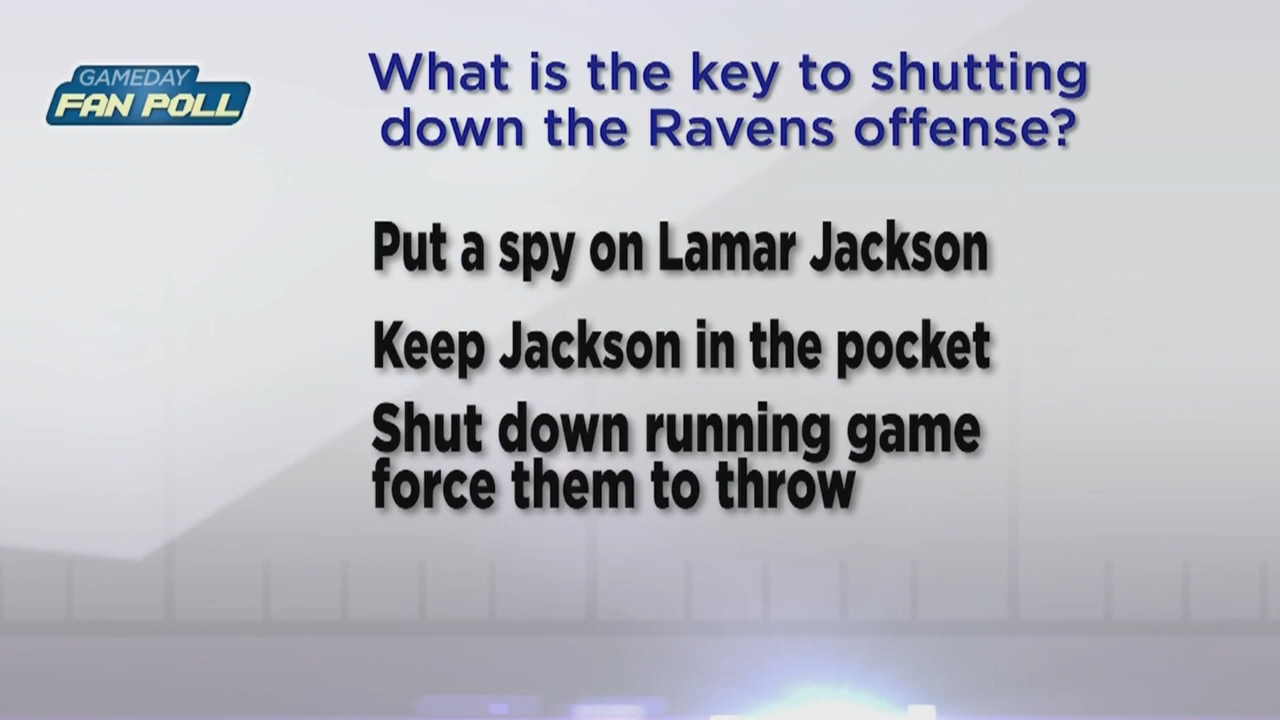 GAMEDAY
FAN POLL
What is the key to shutting
down the Ravens offense?
Put a spy on Lamar Jackson
Keep Jackson in the pocket
Shut down running game
force them to throw